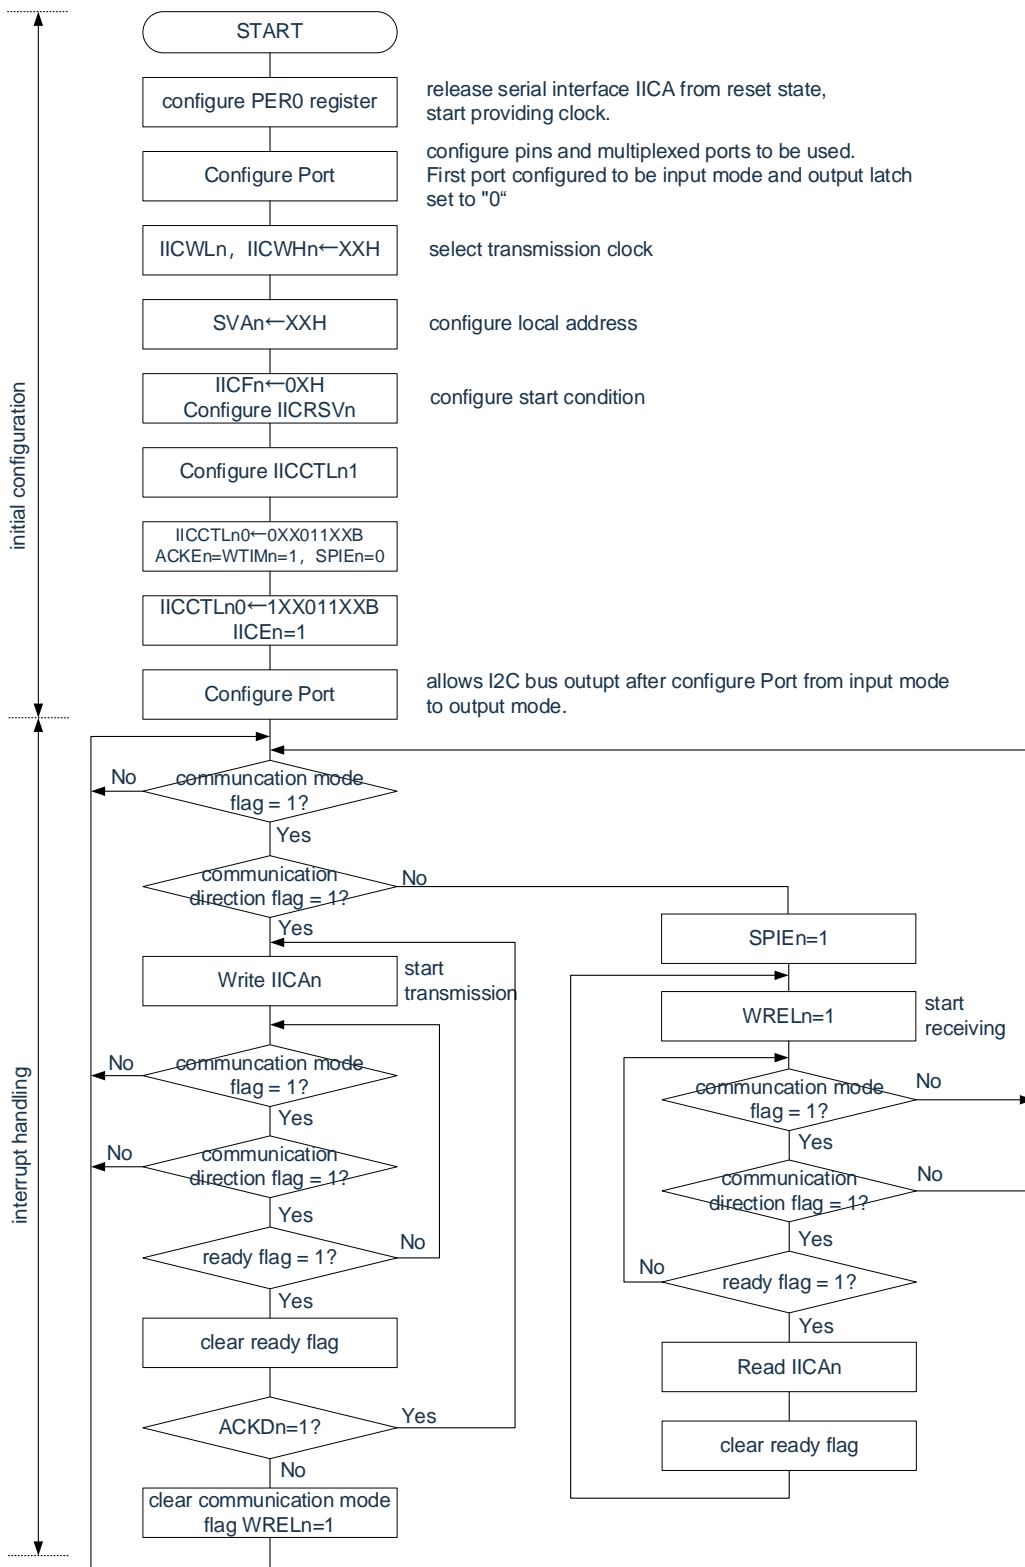 START
configure PER0 register
release serial interface IICA from reset state,
start providing clock.
Configure Port
configure pins and multiplexed ports to be used.
First port configured to be input mode and output latch
set to "0“
IICWLn，IICWHn←XXH
select transmission clock
SVAn←XXH
configure local address
IICFn←0XH
Configure IICRSVn
configure start condition
Configure IICCTLn1
IICCTLn0←0XX011XXB
ACKEn=WTIMn=1，SPIEn=0
IICCTLn0←1XX011XXB
IICEn=1
Configure Port
allows I2C bus outupt after configure Port from input mode
to output mode.
initial configuration
communcation mode
flag = 1?
No
Yes
communication
direction flag = 1?
No
Yes
Write IICAn
start
transmission
communcation mode
flag = 1?
No
Yes
communication
direction flag = 1?
No
Yes
ready flag = 1?
No
Yes
clear ready flag
ACKDn=1?
Yes
No
clear communication mode
flag WRELn=1
SPIEn=1
WRELn=1
start
receiving
communcation mode
flag = 1?
No
Yes
communication
direction flag = 1?
No
Yes
ready flag = 1?
No
Yes
Read IICAn
clear ready flag
interrupt handling